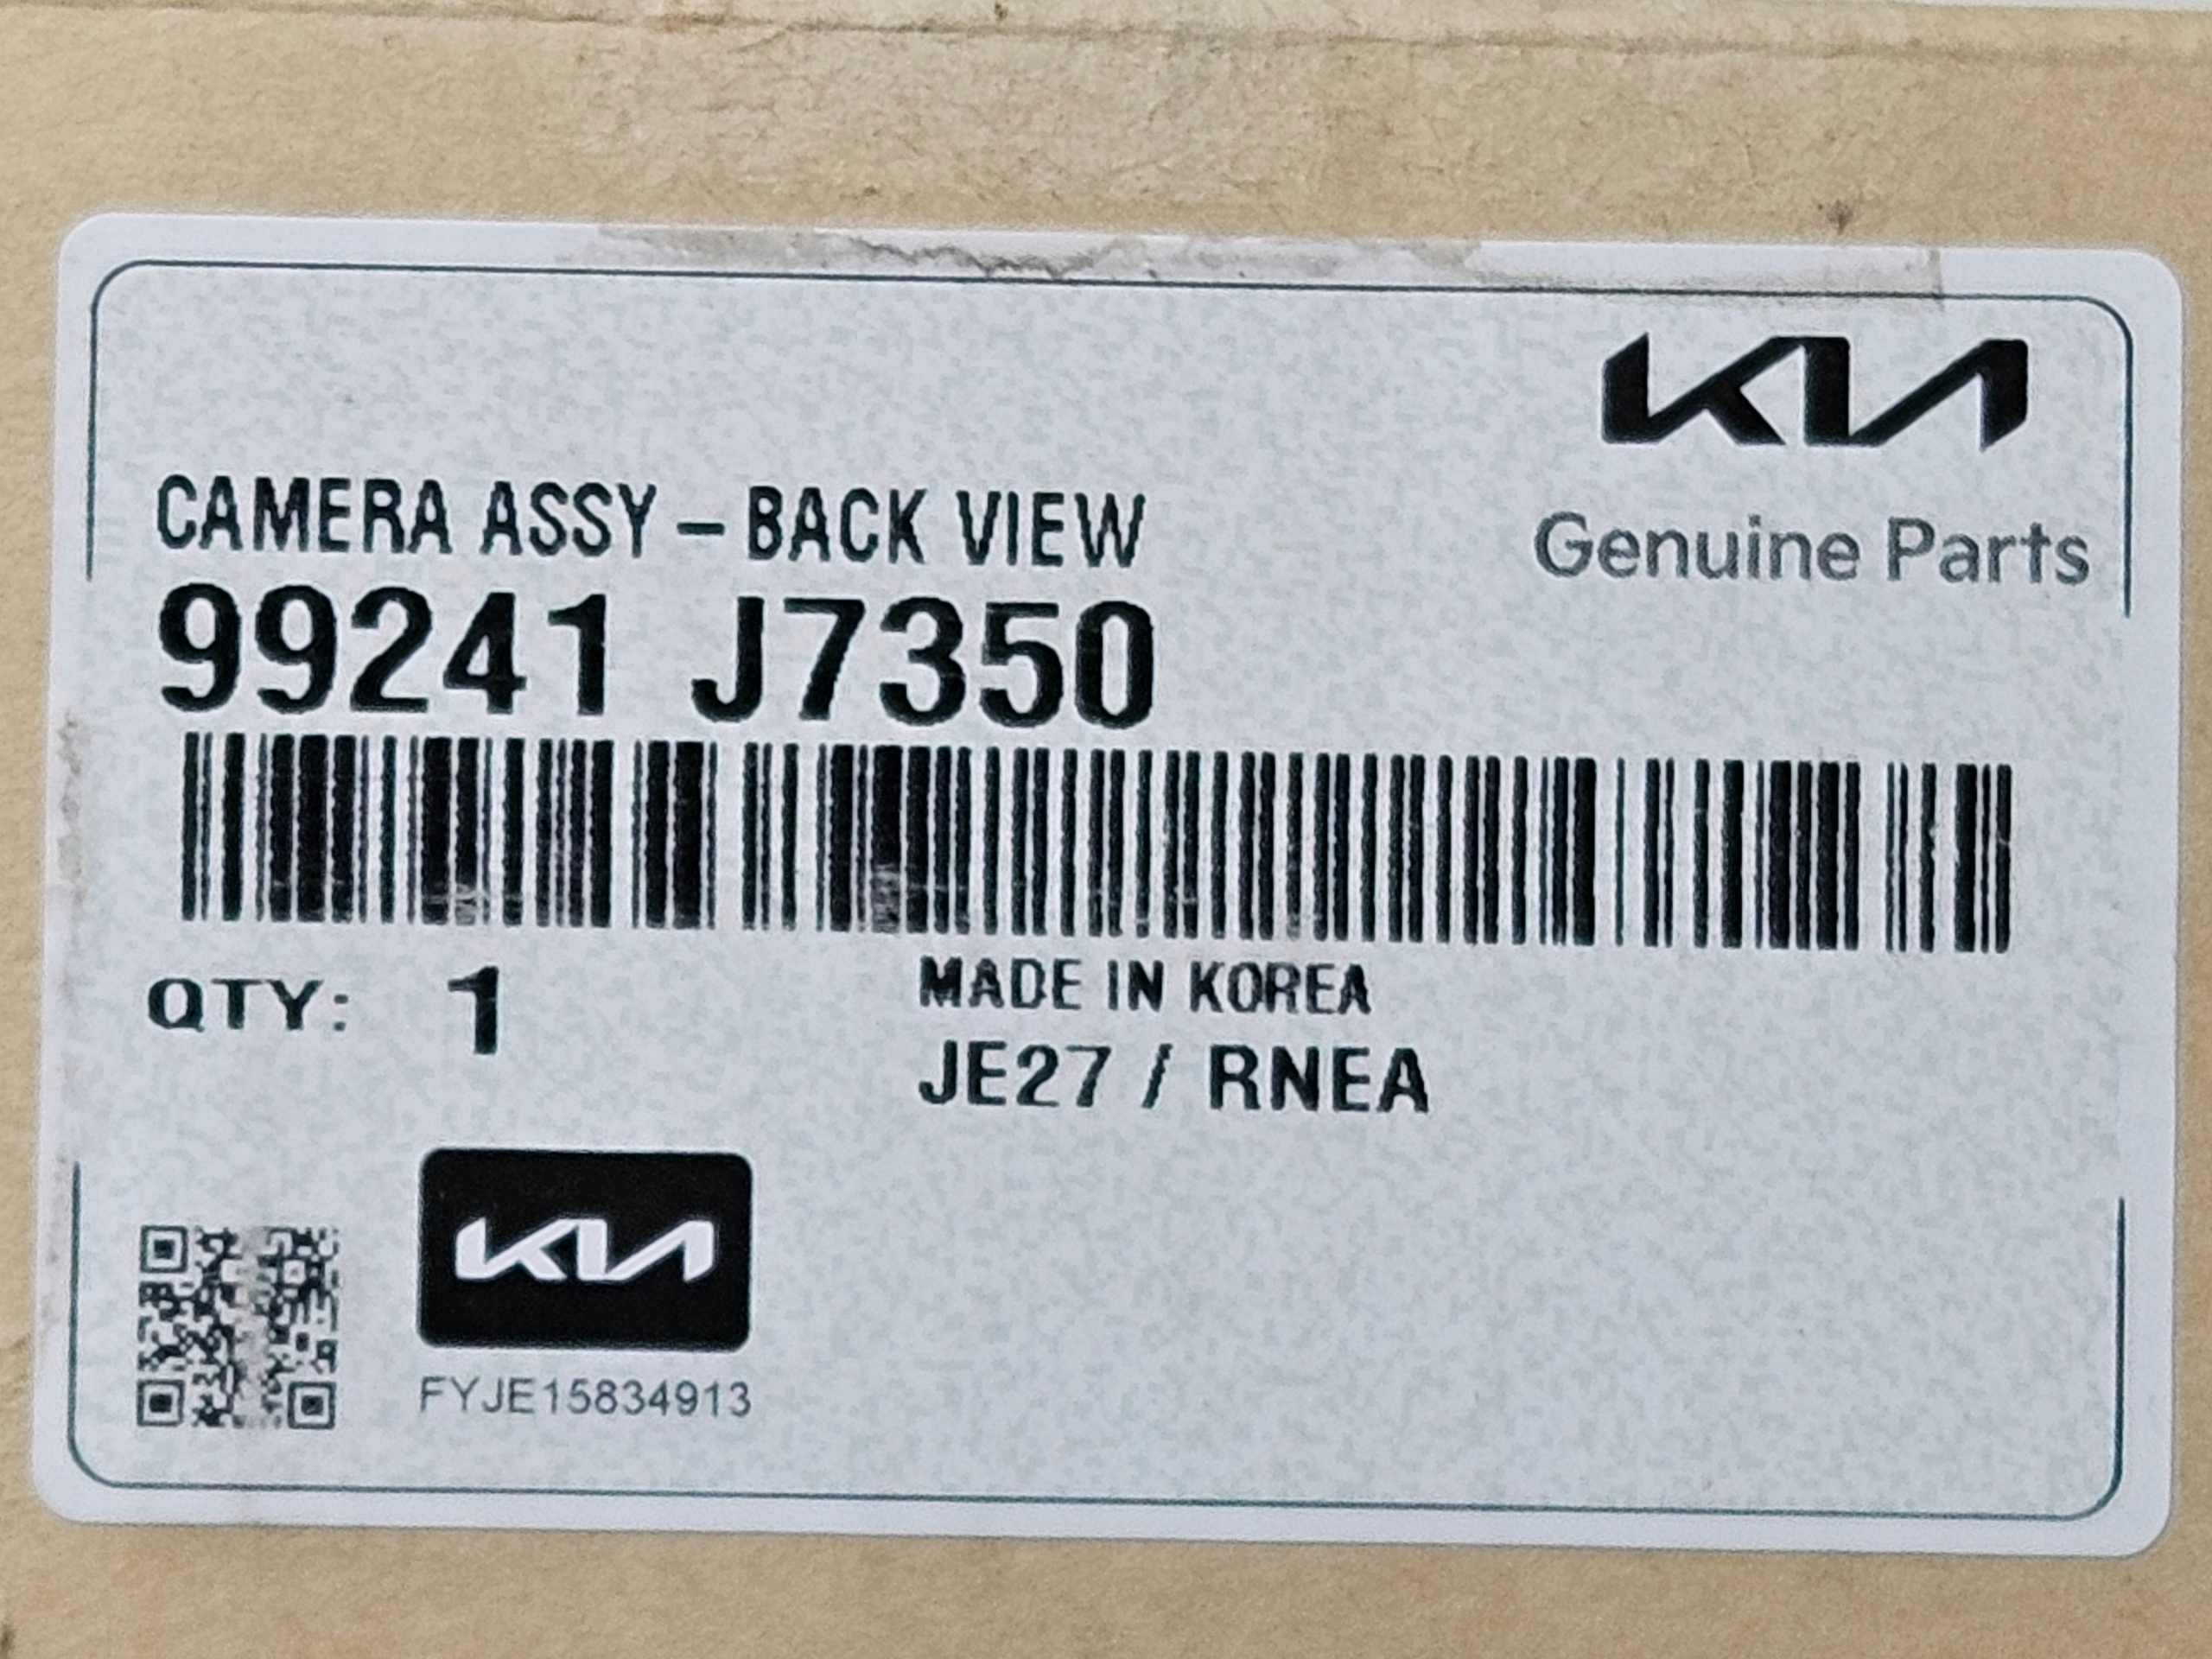 KIA
Genuine Parts
CAMERA ASSY – BACK VIEW
99241 J7350
QTY: 1
MADE IN KOREA
JE27 / RNEA
KIA
FYJE15834913